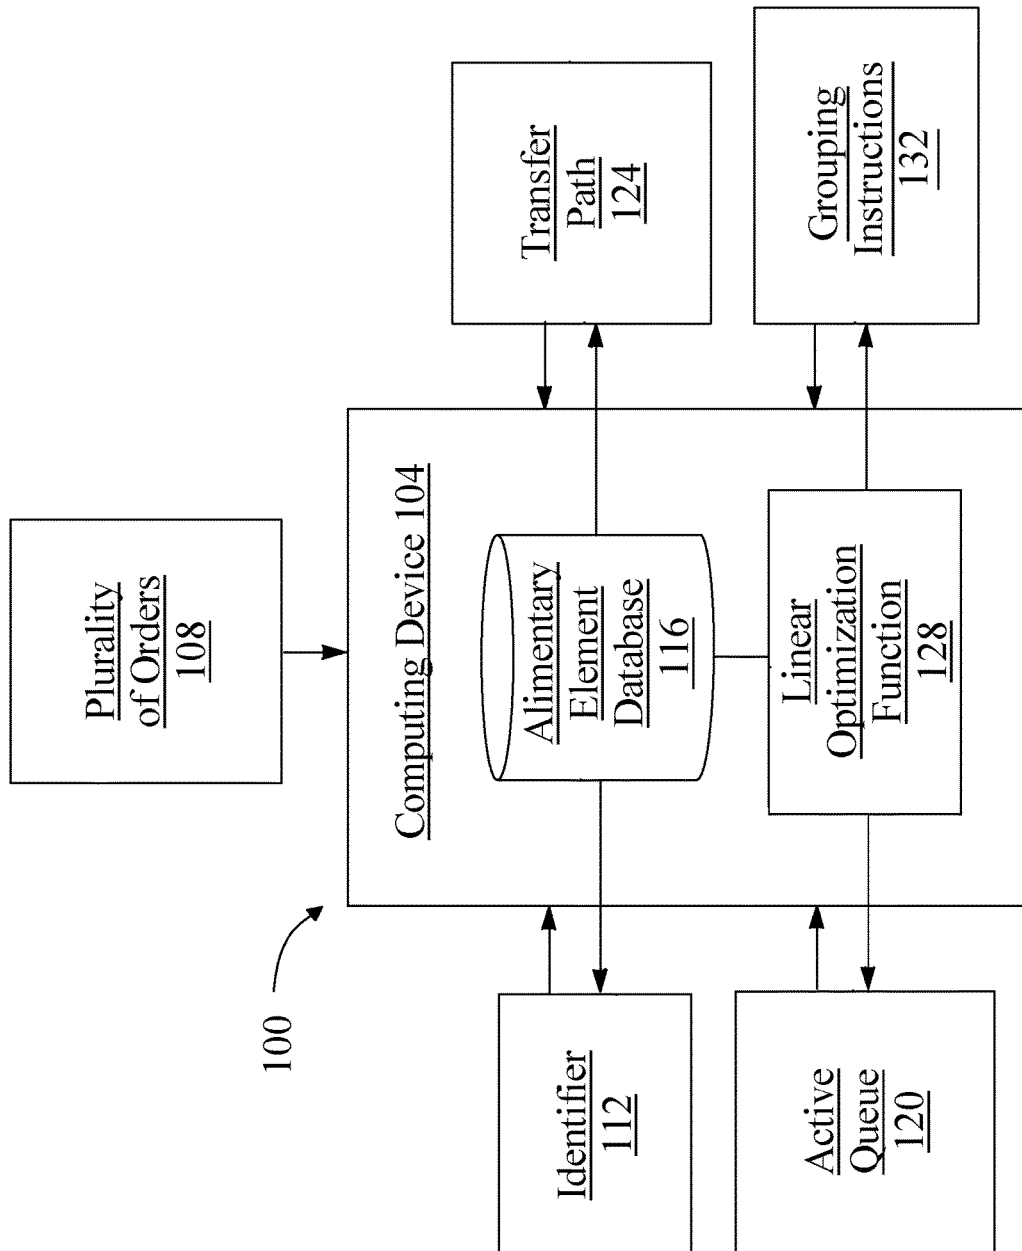 Plurality
of Orders
108
100
Computing Device 104
Identifier
112
Alimentary
Element
Database
116
Transfer
Path
124
Active
Queue
120
Linear
Optimization
Function
128
Grouping
Instructions
132